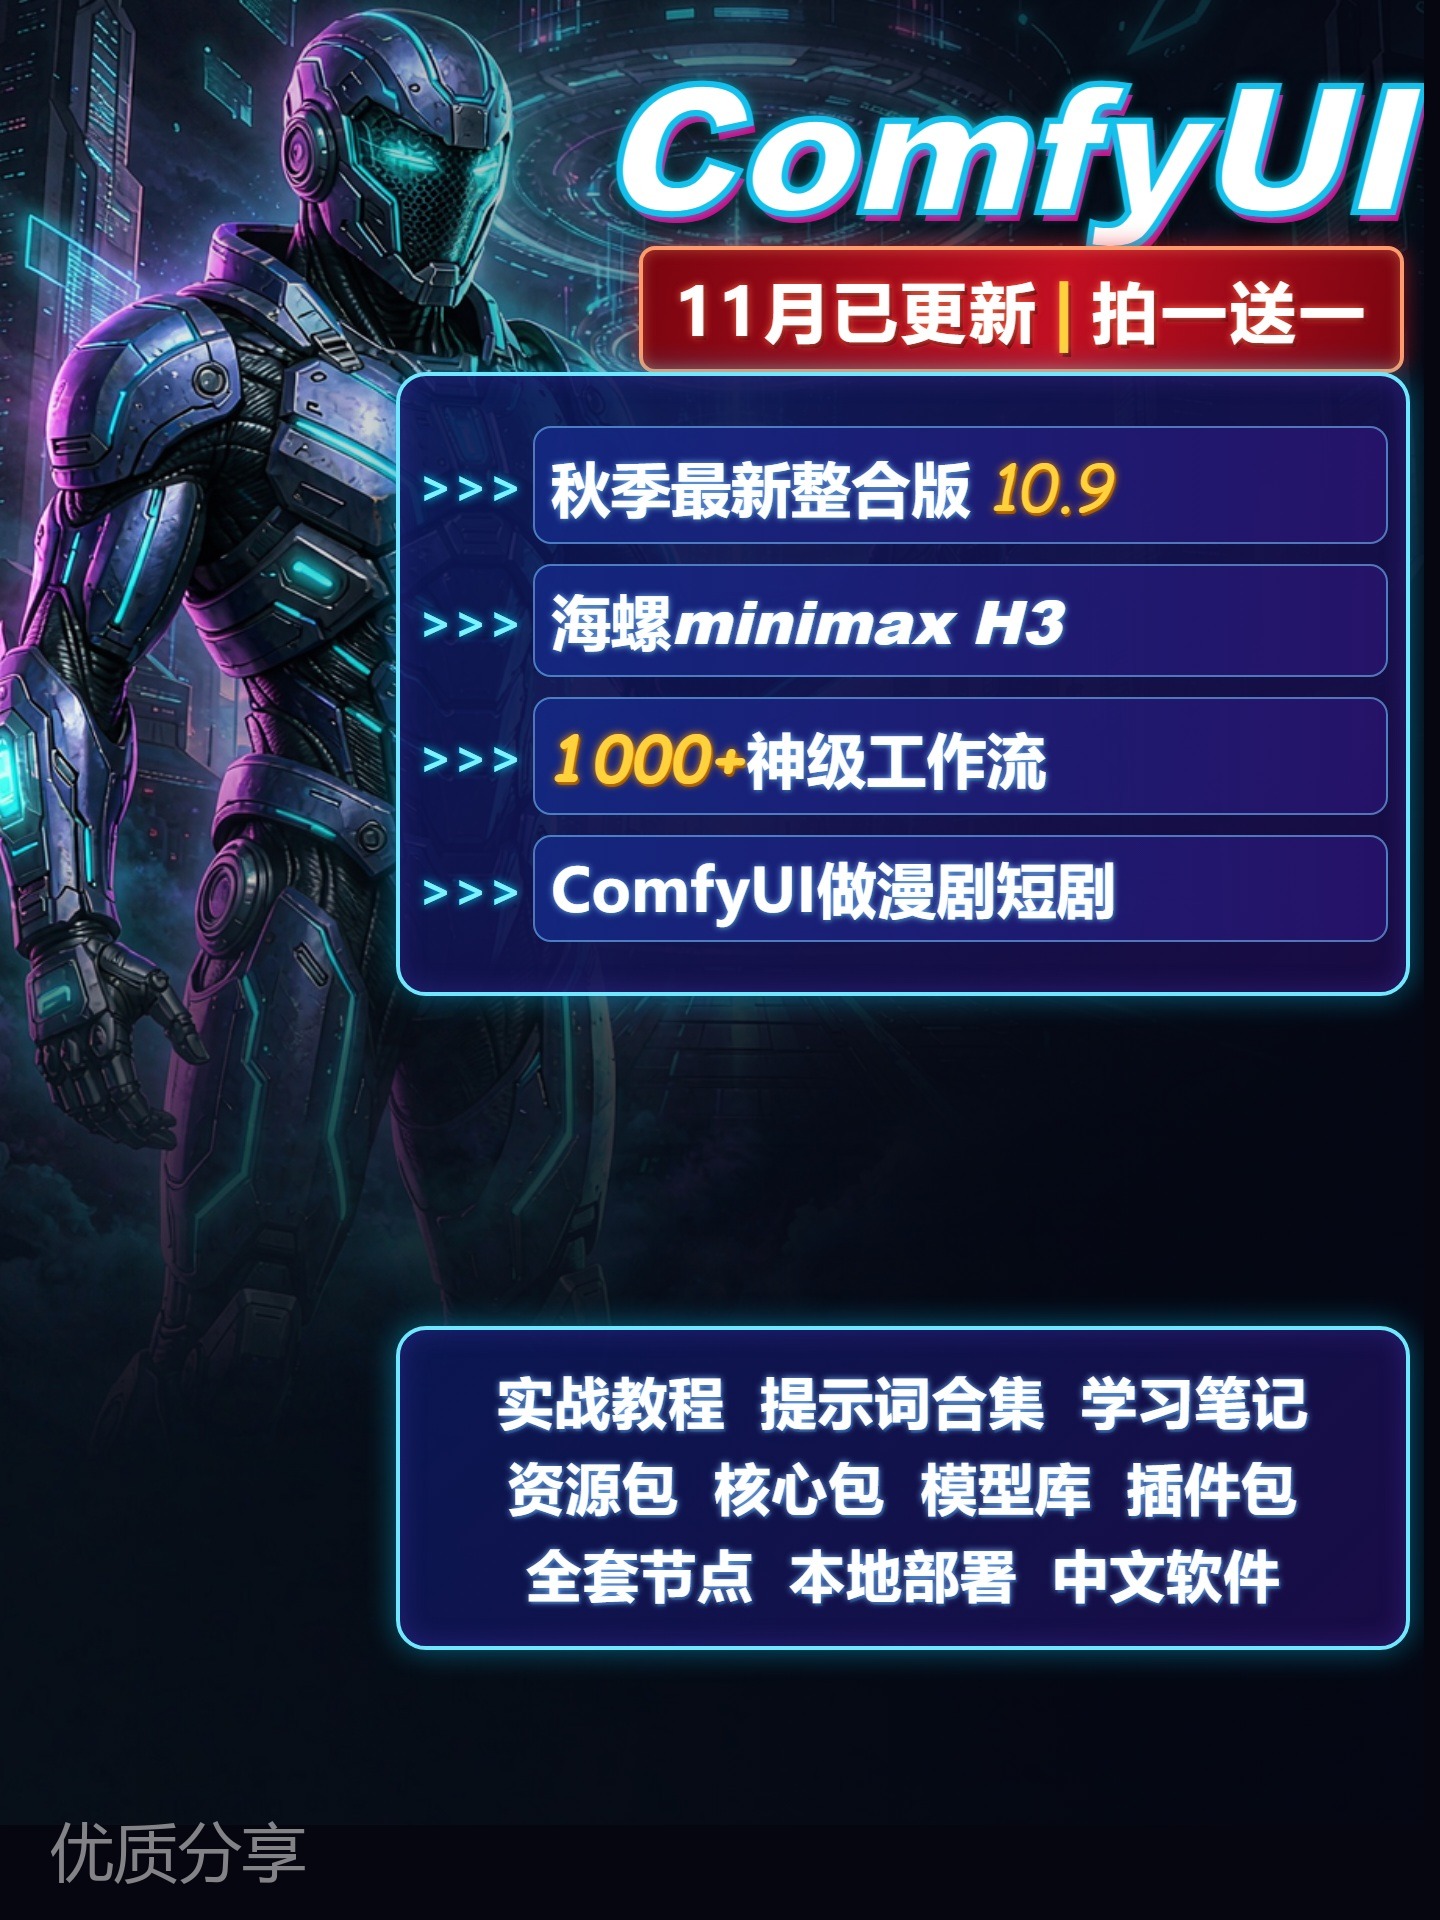 ComfyUI
11月已更新 | 拍一送一
>>> 秋季最新整合版 10.9
>>> 海螺minimax H3
>>> 1000+神级工作流
>>> ComfyUI做漫剧短剧
实战教程 提示词合集 学习笔记
资源包 核心包 模型库 插件包
全套节点 本地部署 中文软件
优质分享